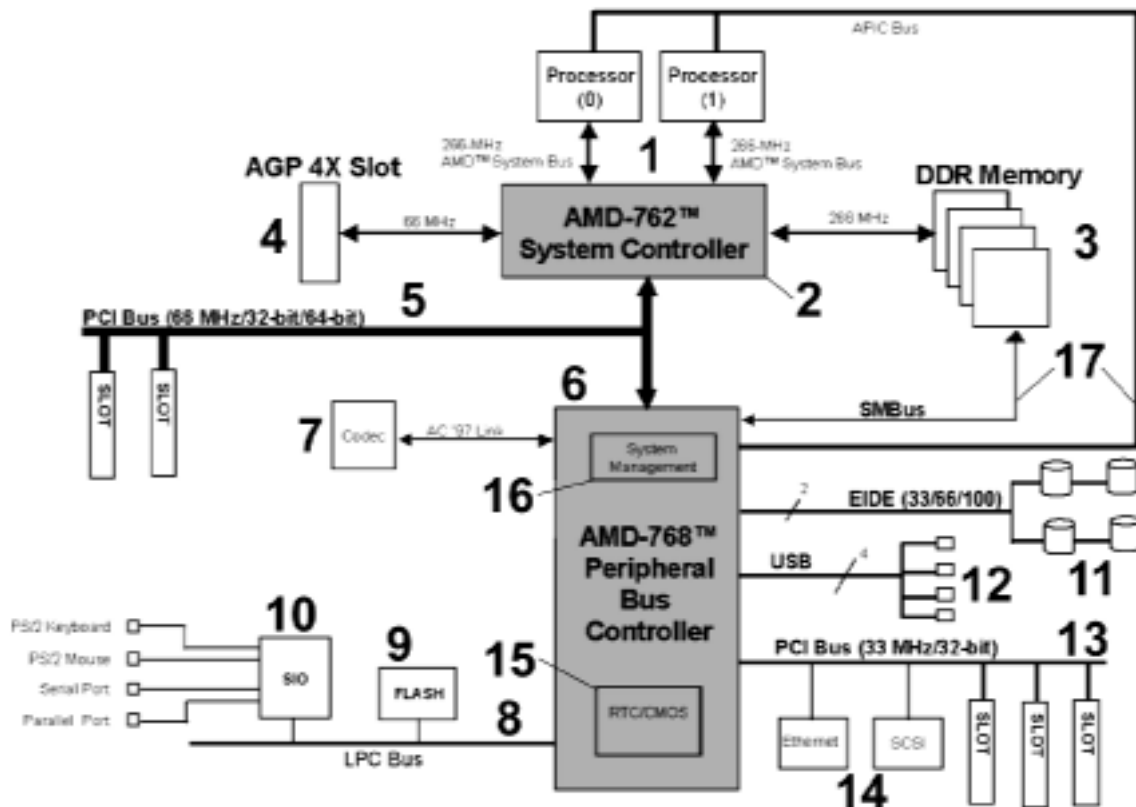 APIC Bus
Processor
(0)
Processor
(1)
266-MHz
AMD™ System Bus
1
266-MHz
AMD™ System Bus
AGP 4X Slot
DDR Memory
4
66 MHz
AMD-762™
System Controller
266 MHz
3
2
5
PCI Bus (66 MHz/32-bit/64-bit)
SLOT
SLOT
6
17
SMBus
7
Codec
AC '97 Link
System
Management
16
2
EIDE (33/66/100)
AMD-768™
Peripheral
Bus
Controller
USB
4
12
11
10
PS/2 Keyboard
PS/2 Mouse
Serial Port
Parallel Port
SIO
9
FLASH
15
RTC/CMOS
PCI Bus (33 MHz/32-bit)
13
8
LPC Bus
Ethernet
SCSI
SLOT
SLOT
SLOT
14